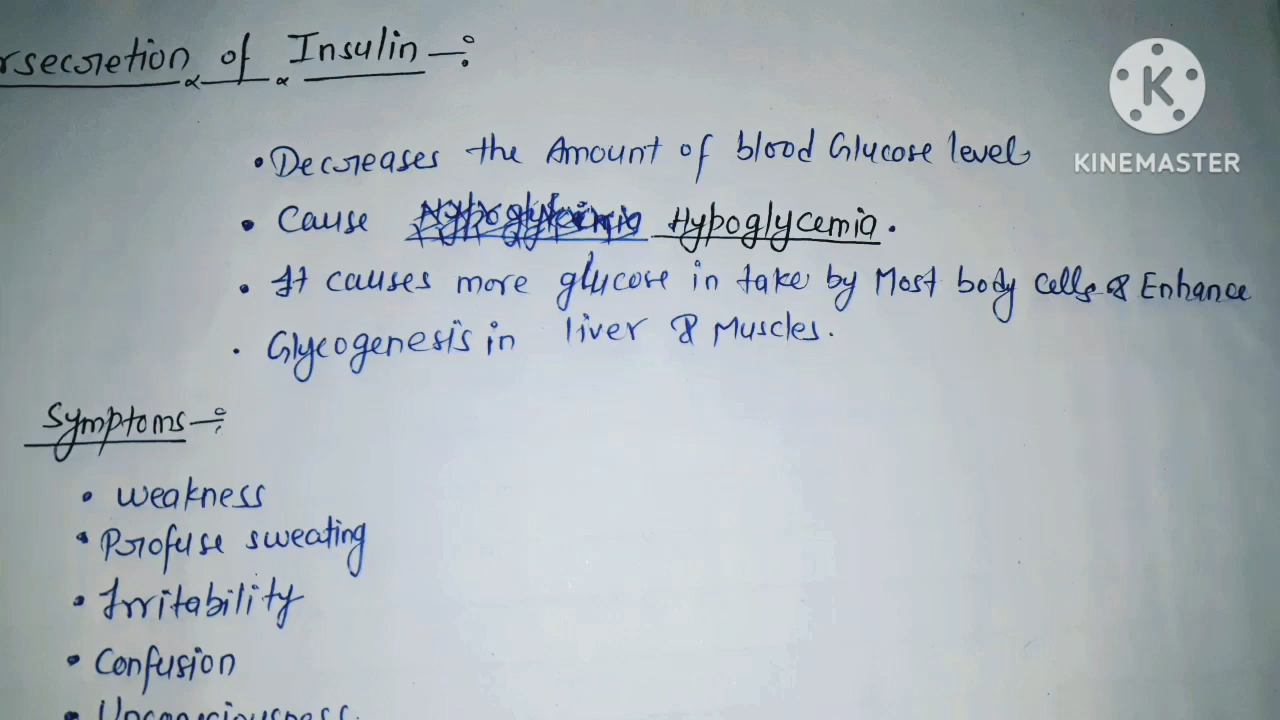 rsecretion of Insulin -:
K
KINEMASTER
• Decreases the Amount of blood Glucose level
• Cause Hypoglycemia.
• It causes more glucose in take by Most body cells & Enhance
• Glycogenesis in liver & Muscles.
Symptoms -:
• Weakness
• Profuse sweating
• Irritability
• Confusion
• Unconsciousness.